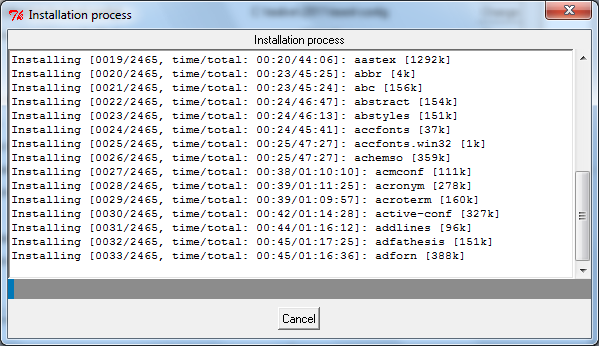 Installation process
Installation process
Installing [0019/2465, time/total: 00:20/44:06]: aastex [1292k]
Installing [0020/2465, time/total: 00:23/45:25]: abbr [4k]
Installing [0021/2465, time/total: 00:23/45:24]: abc [156k]
Installing [0022/2465, time/total: 00:24/46:47]: abstract [154k]
Installing [0023/2465, time/total: 00:24/46:13]: abstyles [151k]
Installing [0024/2465, time/total: 00:24/45:41]: accfonts [37k]
Installing [0025/2465, time/total: 00:25/47:27]: accfonts.win32 [1k]
Installing [0026/2465, time/total: 00:25/47:27]: achemso [359k]
Installing [0027/2465, time/total: 00:38/01:10:10]: acmconf [111k]
Installing [0028/2465, time/total: 00:39/01:11:25]: acronym [278k]
Installing [0029/2465, time/total: 00:39/01:09:57]: acroterm [160k]
Installing [0030/2465, time/total: 00:42/01:14:28]: active-conf [327k]
Installing [0031/2465, time/total: 00:44/01:16:12]: addlines [96k]
Installing [0032/2465, time/total: 00:45/01:17:25]: adfathesis [151k]
Installing [0033/2465, time/total: 00:45/01:16:36]: adforn [388k]
Cancel